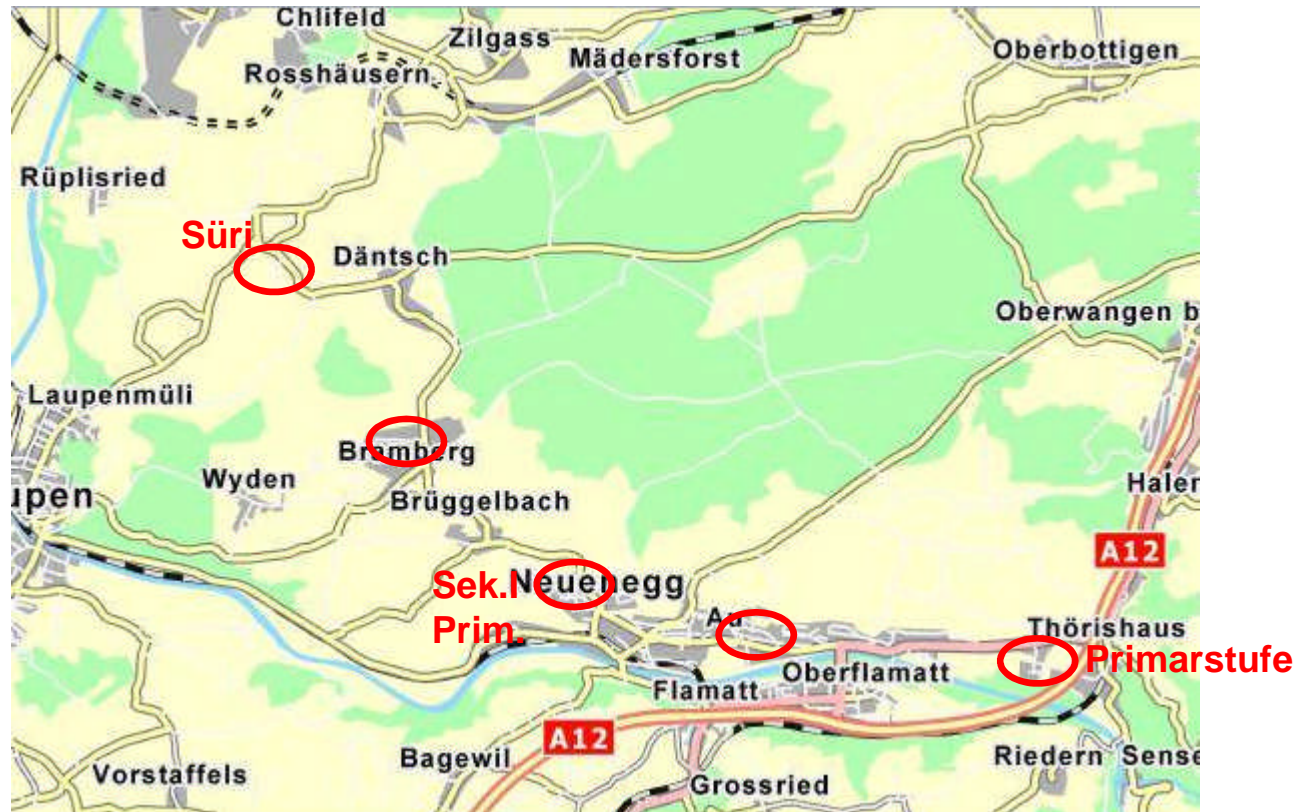 Chlifeld
Zilgass
Mädersforst
Oberbottigen
Rosshäusern
Rüplisried
Süri
Däntsch
Oberwangen b
Laupenmüli
Bramberg
Wyden
upen
Brüggelbach
Halen
A12
Sek.I
Neuenegg
Prim.
Au
Thörishaus
Primarstufe
Oberflamatt
Flamatt
A12
Bagewil
Riedern Sense
Vorstaffels
Grossried